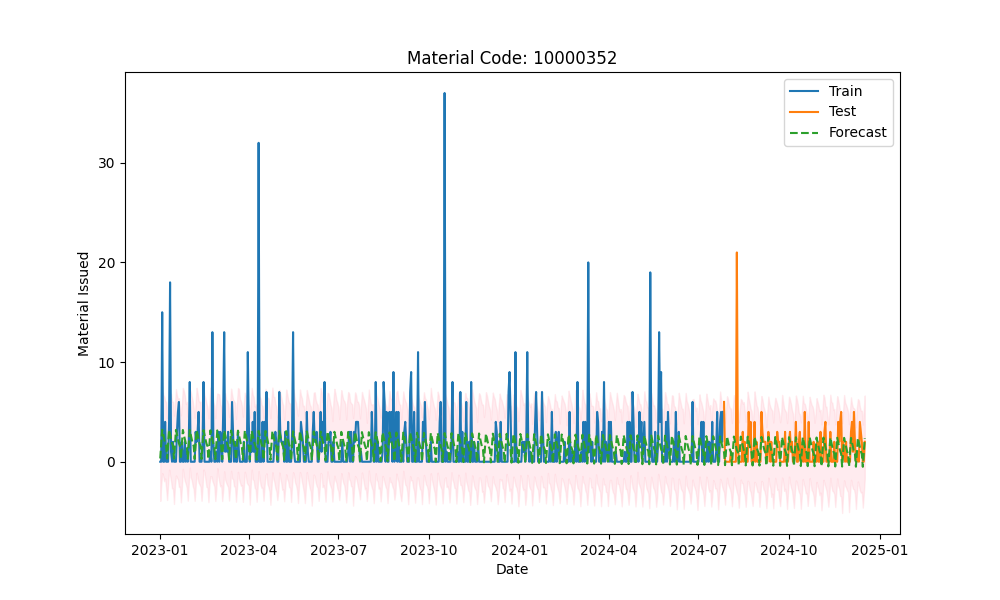 Material Code: 10000352
Train
Test
Forecast
Material Issued
30
20
10
0
2023-01 2023-04 2023-07 2023-10 2024-01 2024-04 2024-07 2024-10 2025-01
Date